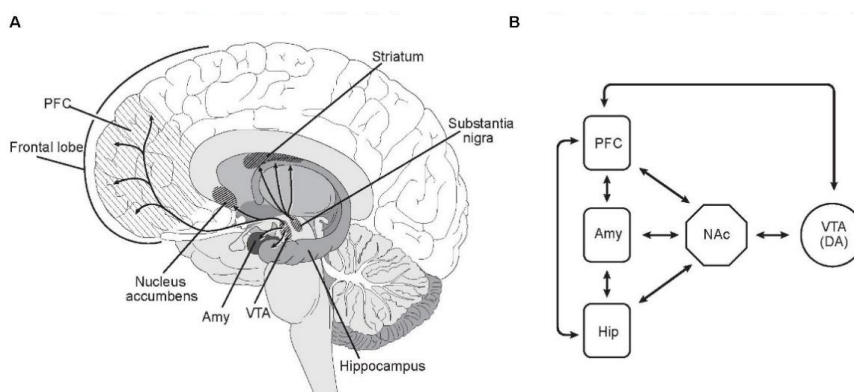 A
B
Striatum
PFC
Substantia
nigra
Frontal lobe
Nucleus
accumbens
Amy
VTA
Hippocampus
PFC
Amy
NAc
VTA
(DA)
Hip